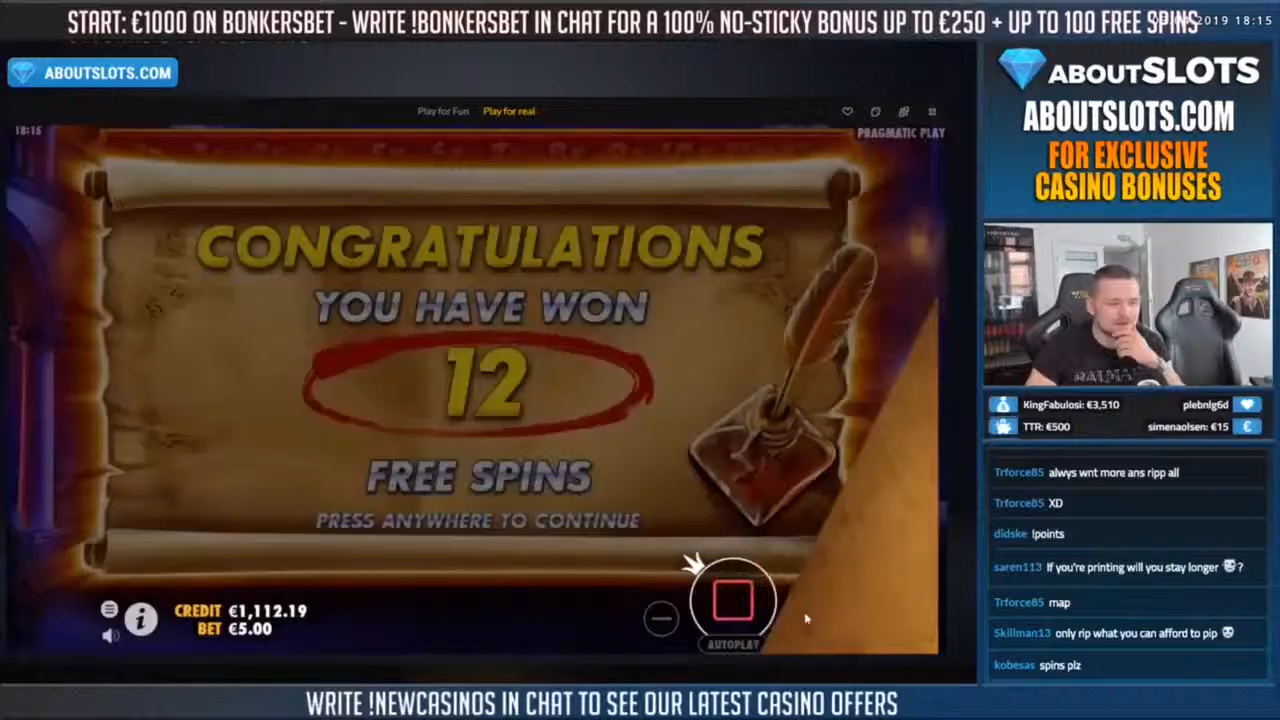 START: €1000 ON BONKERSBET - WRITE !BONKERSBET IN CHAT FOR A 100% NO-STICKY BONUS UP TO €250 + UP TO 100 FREE SPINS
2019 18:15
ABOUTSLOTS.COM
Play for Fun Play for real
18:15
PRAGMATIC PLAY
CONGRATULATIONS
YOU HAVE WON
12
FREE SPINS
PRESS ANYWHERE TO CONTINUE
CREDIT €1,112.19
BET €5.00
AUTOPLAY
ABOUTSLOTS
ABOUTSLOTS.COM
FOR EXCLUSIVE
CASINO BONUSES
KingFabulosi: €3,510
plebnlg6d
TTR: €500
simenaolsen: €15
Trforce85 alwys wnt more ans ripp all
Trforce85 XD
didske !points
saren113 If you're printing will you stay longer ?
Trforce85 map
Skillman13 only rip what you can afford to pip
kobesas spins plz
WRITE !NEWCASINOS IN CHAT TO SEE OUR LATEST CASINO OFFERS